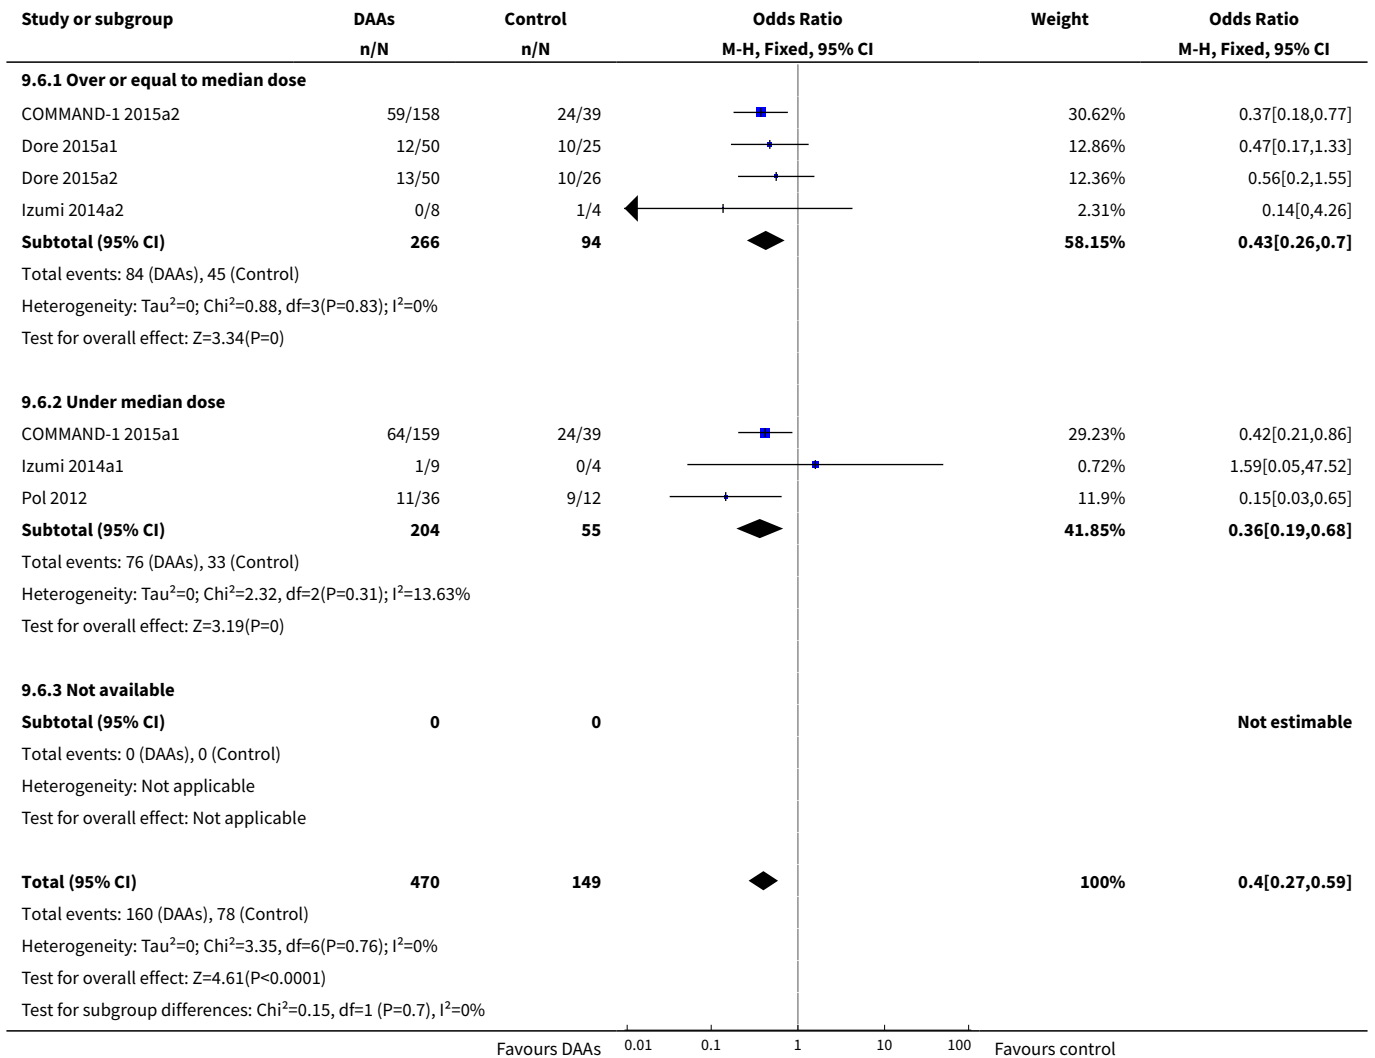 Study or subgroup DAAs Control Odds Ratio Weight Odds Ratio
n/N n/N M-H, Fixed, 95% CI M-H, Fixed, 95% CI
9.6.1 Over or equal to median dose
COMMAND-1 2015a2 59/158 24/39 30.62% 0.37[0.18,0.77]
Dore 2015a1 12/50 10/25 12.86% 0.47[0.17,1.33]
Dore 2015a2 13/50 10/26 12.36% 0.56[0.2,1.55]
Izumi 2014a2 0/8 1/4 2.31% 0.14[0,4.26]
Subtotal (95% CI) 266 94 58.15% 0.43[0.26,0.7]
Total events: 84 (DAAs), 45 (Control)
Heterogeneity: Tau²=0; Chi²=0.88, df=3(P=0.83); I²=0%
Test for overall effect: Z=3.34(P=0)
9.6.2 Under median dose
COMMAND-1 2015a1 64/159 24/39 29.23% 0.42[0.21,0.86]
Izumi 2014a1 1/9 0/4 0.72% 1.59[0.05,47.52]
Pol 2012 11/36 9/12 11.9% 0.15[0.03,0.65]
Subtotal (95% CI) 204 55 41.85% 0.36[0.19,0.68]
Total events: 76 (DAAs), 33 (Control)
Heterogeneity: Tau²=0; Chi²=2.32, df=2(P=0.31); I²=13.63%
Test for overall effect: Z=3.19(P=0)
9.6.3 Not available
Subtotal (95% CI) 0 0 Not estimable
Total events: 0 (DAAs), 0 (Control)
Heterogeneity: Not applicable
Test for overall effect: Not applicable
Total (95% CI) 470 149 100% 0.4[0.27,0.59]
Total events: 160 (DAAs), 78 (Control)
Heterogeneity: Tau²=0; Chi²=3.35, df=6(P=0.76); I²=0%
Test for overall effect: Z=4.61(P<0.0001)
Test for subgroup differences: Chi²=0.15, df=1 (P=0.7), I²=0%
Favours DAAs 0.01 0.1 1 10 100 Favours control